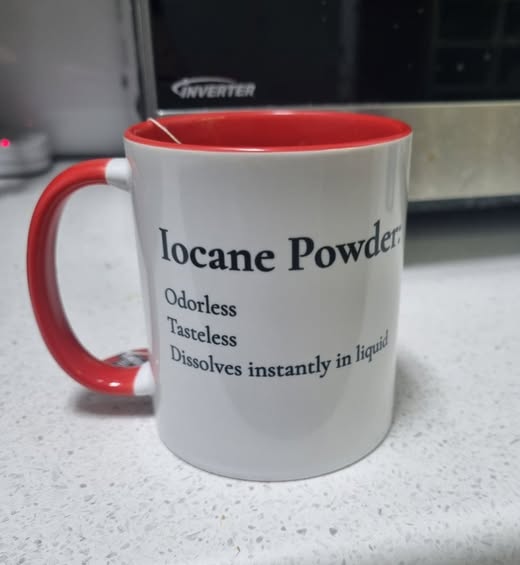 INVERTER
Iocane Powder:
Odorless
Tasteless
Dissolves instantly in liquid